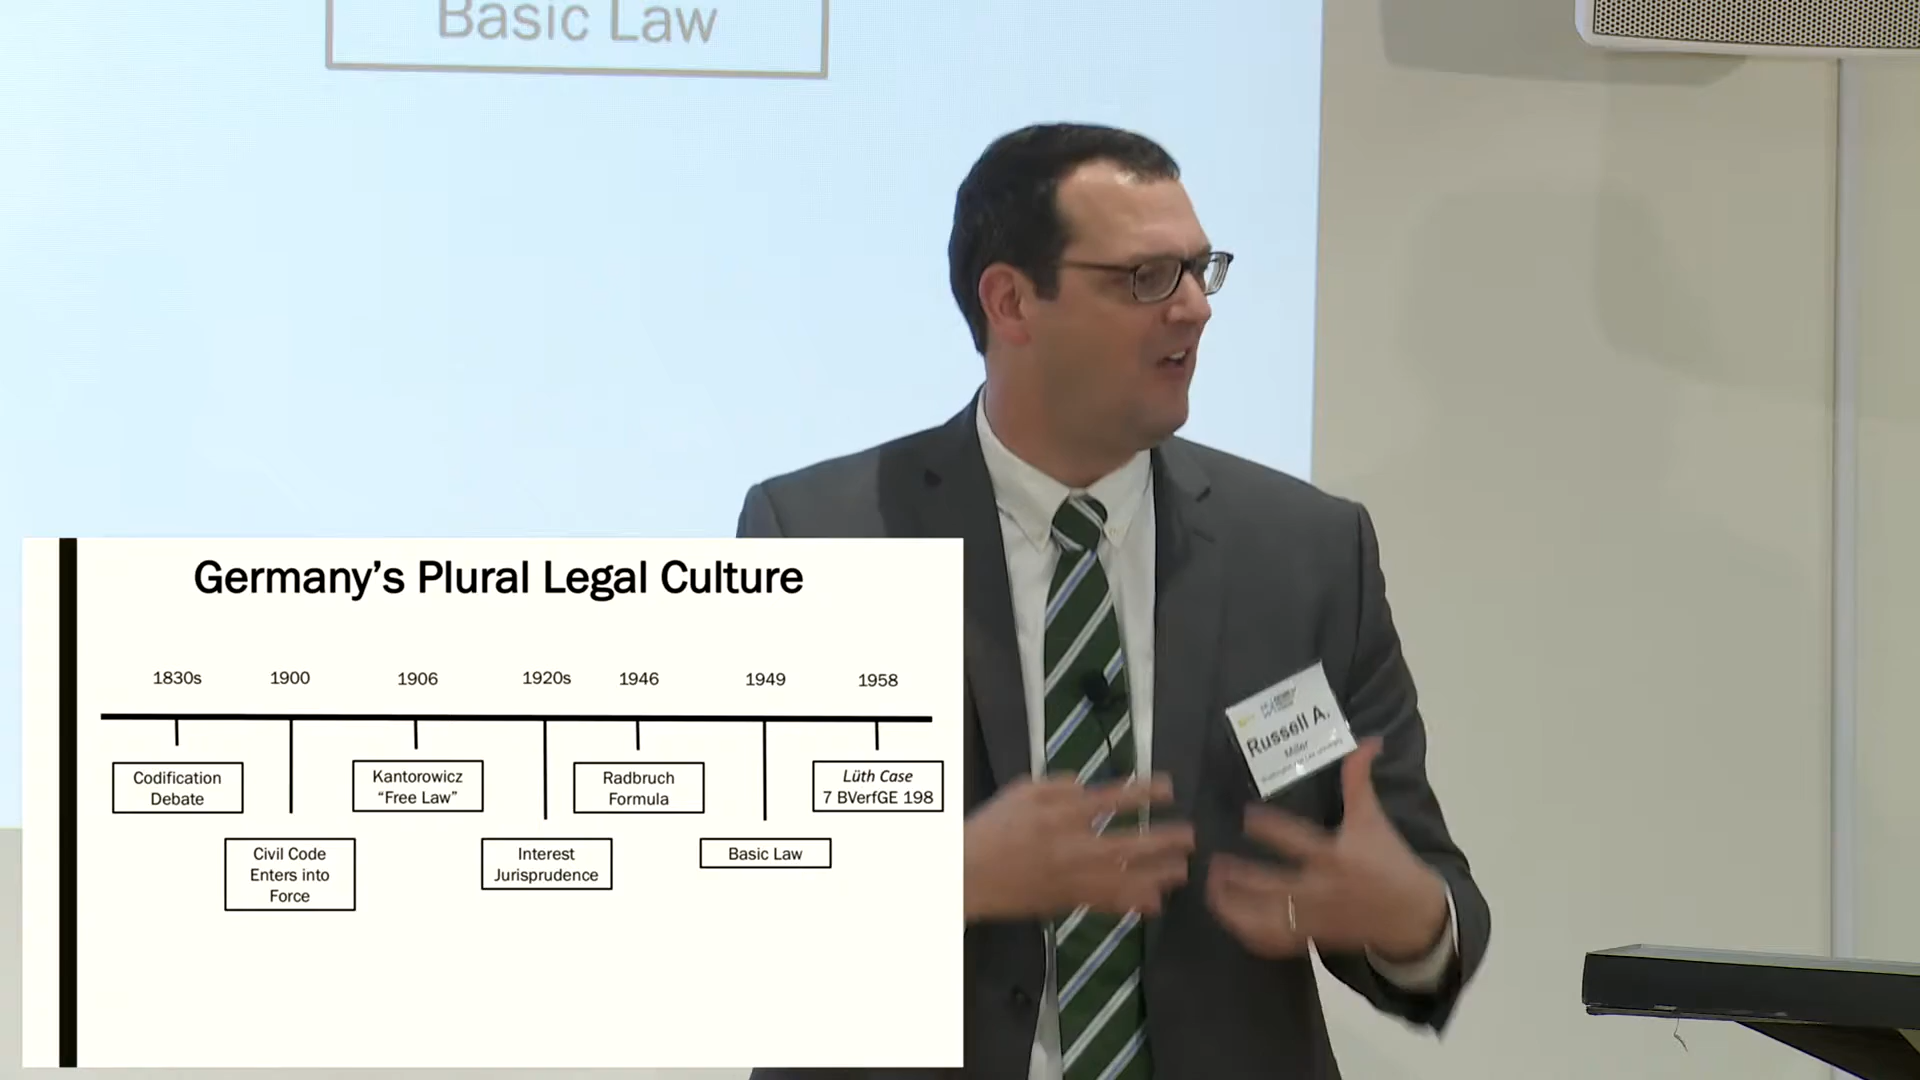 Basic Law
Germany's Plural Legal Culture
1830s
1900
1906
1920s
1946
1949
1958
Codification
Debate
Civil Code
Enters into
Force
Kantorowicz
"Free Law"
Interest
Jurisprudence
Radbruch
Formula
Basic Law
Lüth Case
7 BVerfGE 198
Russell A.
Miller